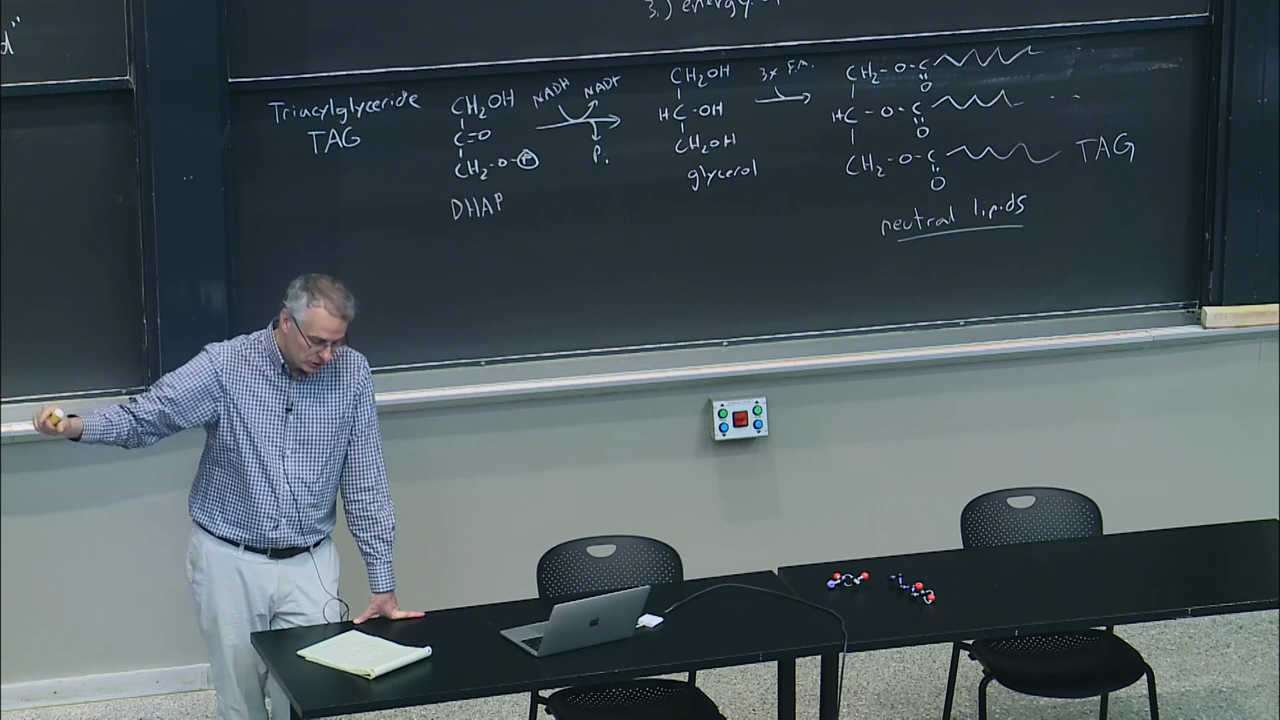 d"
3.) energy
Triacylglyceride
TAG
CH₂OH
C=O
CH₂-O-P
DHAP
NADH NAD+
Pi
CH₂OH
HC-OH
CH₂OH
glycerol
3x F.A.
CH₂-O-C
O
HC-O-C
O
CH₂-O-C
O
TAG
neutral lipids